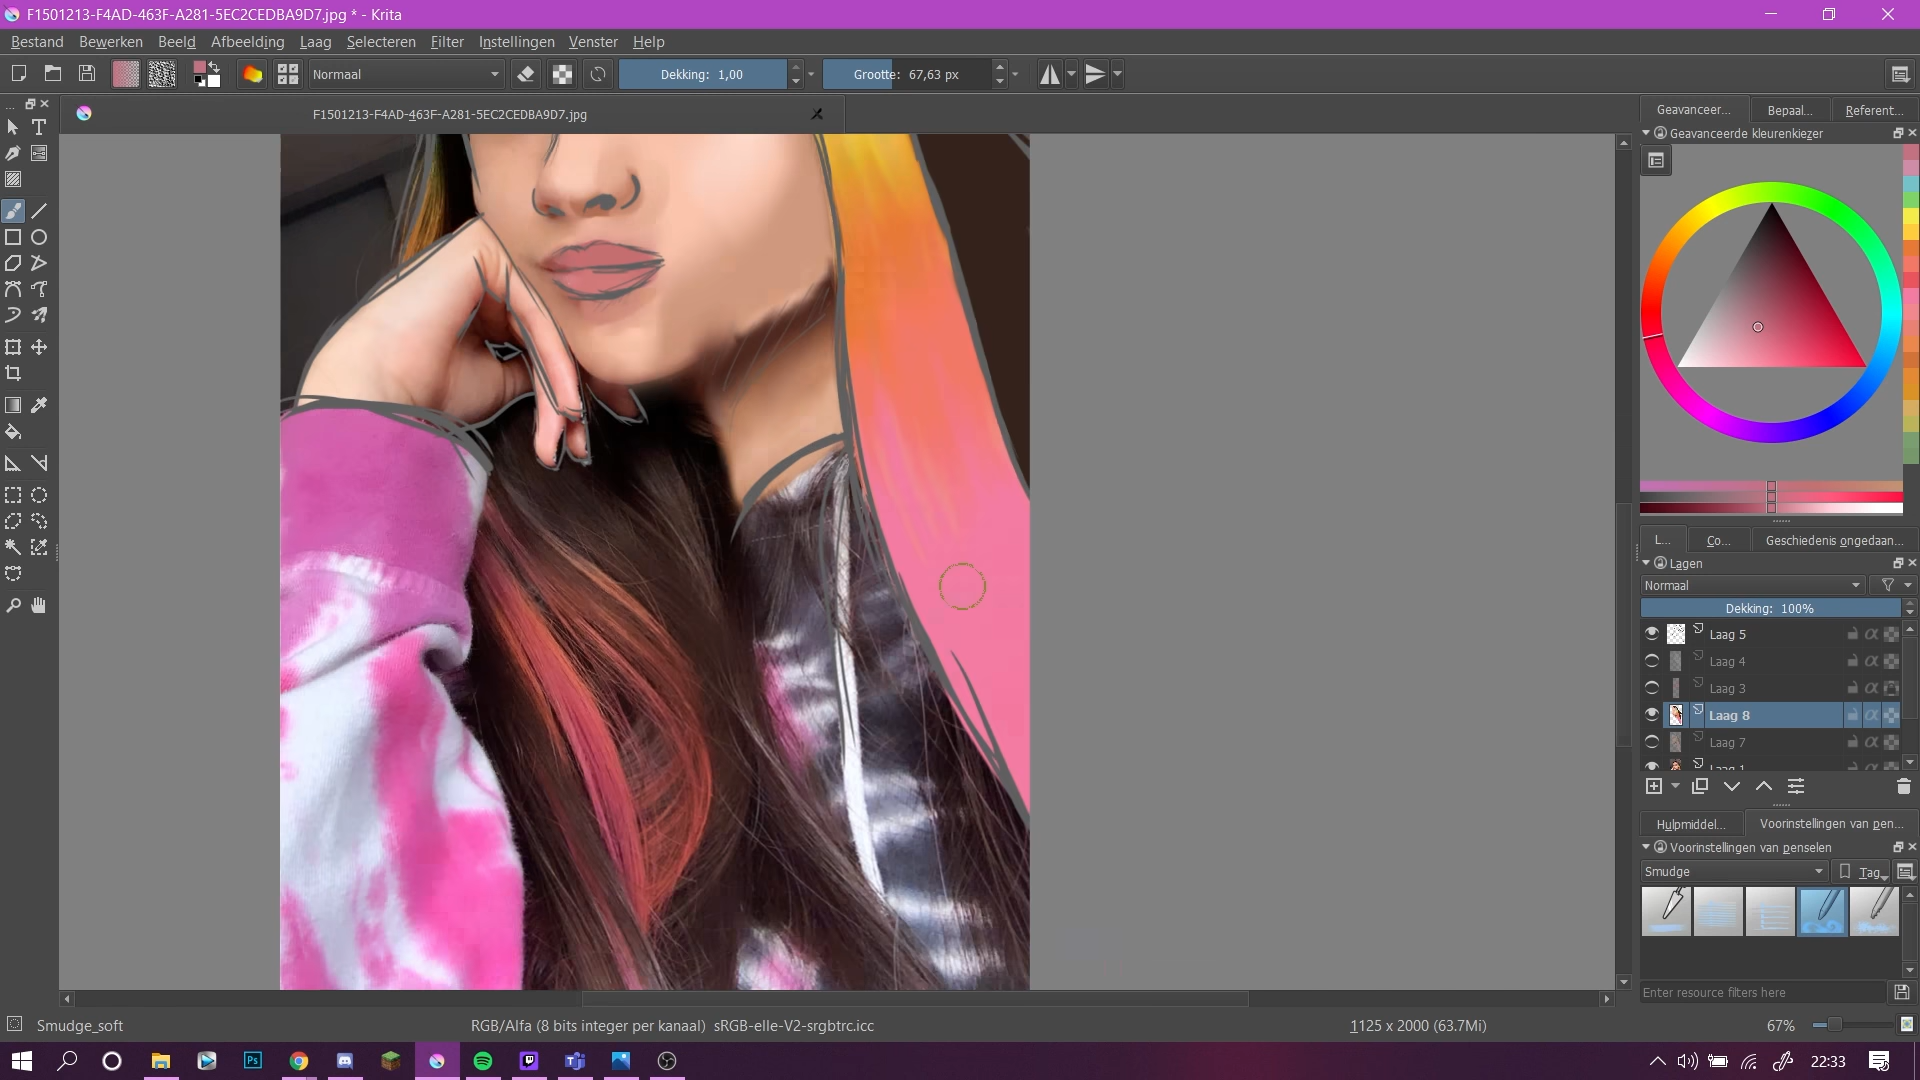 F1501213-F4AD-463F-A281-5EC2CEDBA9D7.jpg * - Krita
Bestand Bewerken Beeld Afbeelding Laag Selecteren Filter Instellingen Venster Help
Normaal Dekking: 1,00 Grootte: 67,63 px
F1501213-F4AD-463F-A281-5EC2CEDBA9D7.jpg
Geavanceer... Bepaal... Referent...
Geavanceerde kleurenkiezer
L... Co... Geschiedenis ongedaan...
Lagen
Normaal
Dekking: 100%
Laag 5
Laag 4
Laag 3
Laag 8
Laag 7
Laag 1
Hulpmiddel... Voorinstellingen van pen...
Voorinstellingen van penselen
Smudge Tag
Enter resource filters here
Smudge_soft RGB/Alfa (8 bits integer per kanaal) sRGB-elle-V2-srgbtrc.icc 1125 x 2000 (63.7Mi) 67%
Ps 22:33